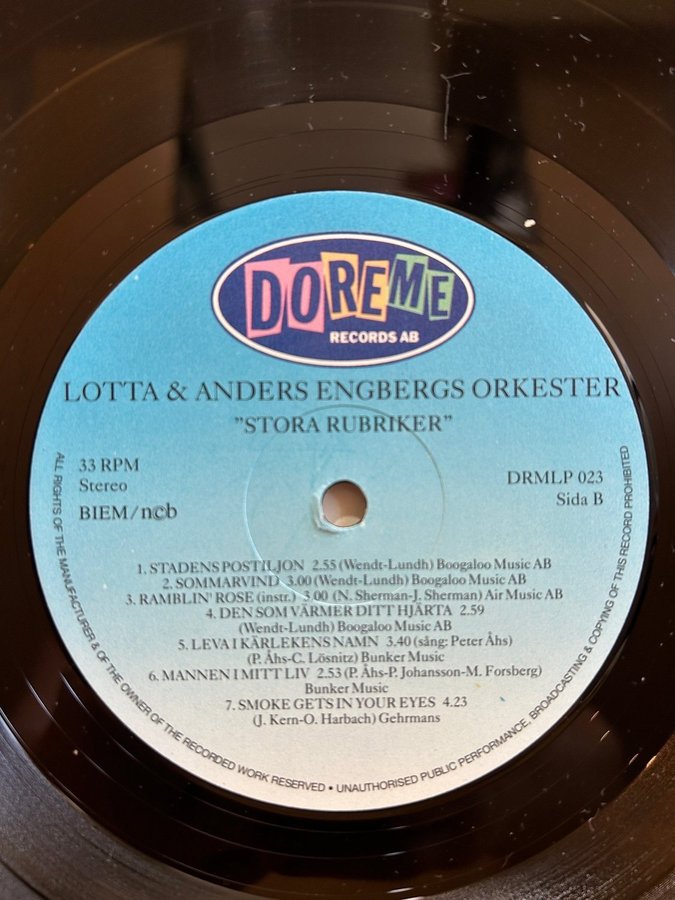 DOREME
RECORDS AB
LOTTA & ANDERS ENGBERGS ORKESTER
"STORA RUBRIKER"
33 RPM
Stereo
BIEM/n©b
DRMLP 023
Sida B
1. STADENS POSTILJON 2.55 (Wendt-Lundh) Boogaloo Music AB
2. SOMMARVIND 3.00 (Wendt-Lundh) Boogaloo Music AB
3. RAMBLIN' ROSE (instr.) 3.00 (N. Sherman-J. Sherman) Air Music AB
4. DEN SOM VÄRMER DITT HJÄRTA 2.59
(Wendt-Lundh) Boogaloo Music AB
5. LEVA I KÄRLEKENS NAMN 3.40 (sång: Peter Åhs)
(P. Åhs-C. Lösnitz) Bunker Music
6. MANNEN I MITT LIV 2.53 (P. Åhs-P. Johansson-M. Forsberg)
Bunker Music
7. SMOKE GETS IN YOUR EYES 4.23
(J. Kern-O. Harbach) Gehrmans
ALL RIGHTS OF THE MANUFACTURER & OF THE OWNER OF THE RECORDED WORK RESERVED • UNAUTHORISED PUBLIC PERFORMANCE, BROADCASTING & COPYING OF THIS RECORD PROHIBITED